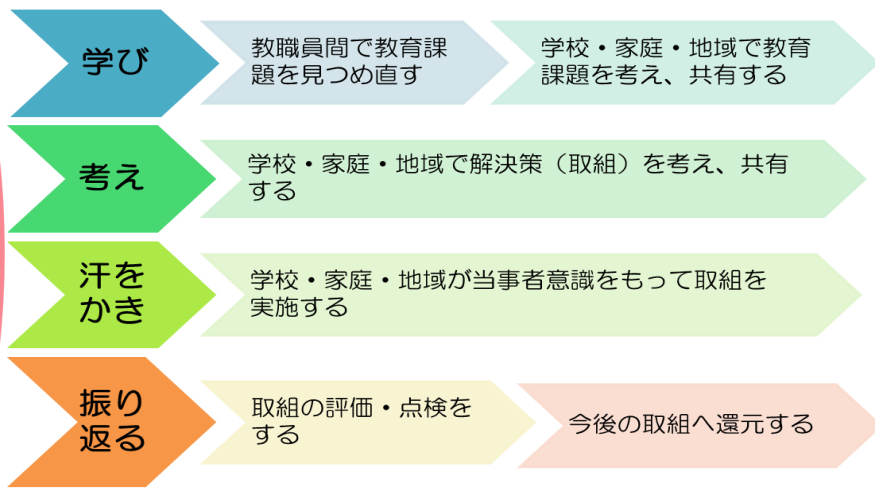 学び
教職員間で教育課
題を見つめ直す
学校・家庭・地域で教育
課題を考え、共有する
考え
学校・家庭・地域で解決策（取組）を考え、共有
する
汗を
かき
学校・家庭・地域が当事者意識をもって取組を
実施する
振り
返る
取組の評価・点検を
する
今後の取組へ還元する